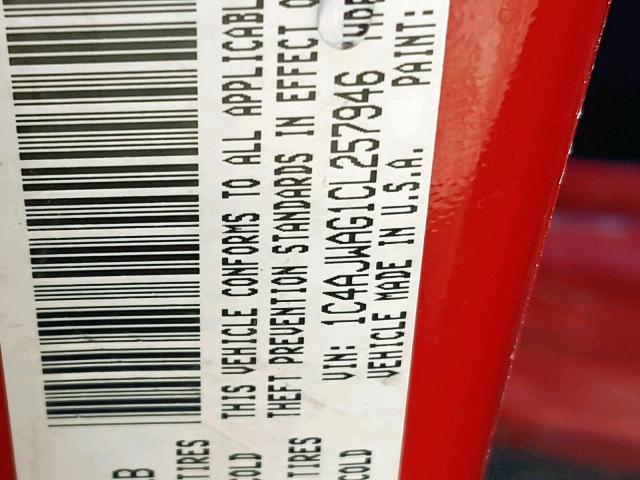 THIS VEHICLE CONFORMS TO ALL APPLICABLE
THEFT PREVENTION STANDARDS IN EFFECT
VIN: 1C4AJWAG1CL257946
VEHICLE MADE IN U.S.A. PAINT:
TIRES
COLD
TIRES
COLD